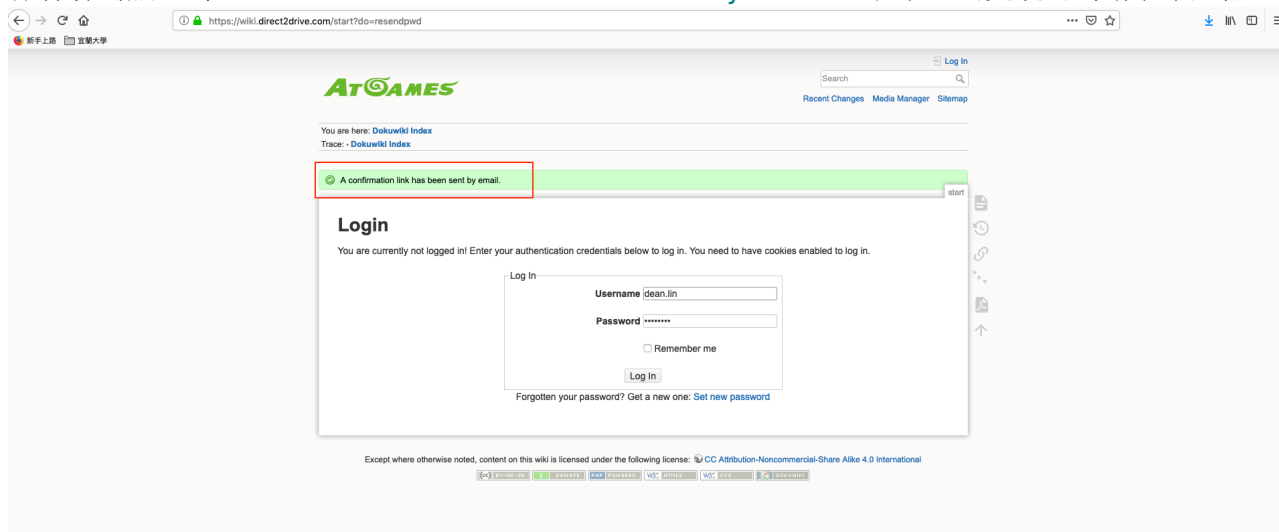 https://wiki.direct2drive.com/start?do=resendpwd
新手上路 宜蘭大學
Log In
ATGAMES
Search
Recent Changes Media Manager Sitemap
You are here: Dokuwiki Index
Trace: • Dokuwiki Index
A confirmation link has been sent by email.
start
Login
You are currently not logged in! Enter your authentication credentials below to log in. You need to have cookies enabled to log in.
Log In
Username dean.lin
Password ••••••••
Remember me
Log In
Forgotten your password? Get a new one: Set new password
Except where otherwise noted, content on this wiki is licensed under the following license: CC Attribution-Noncommercial-Share Alike 4.0 International